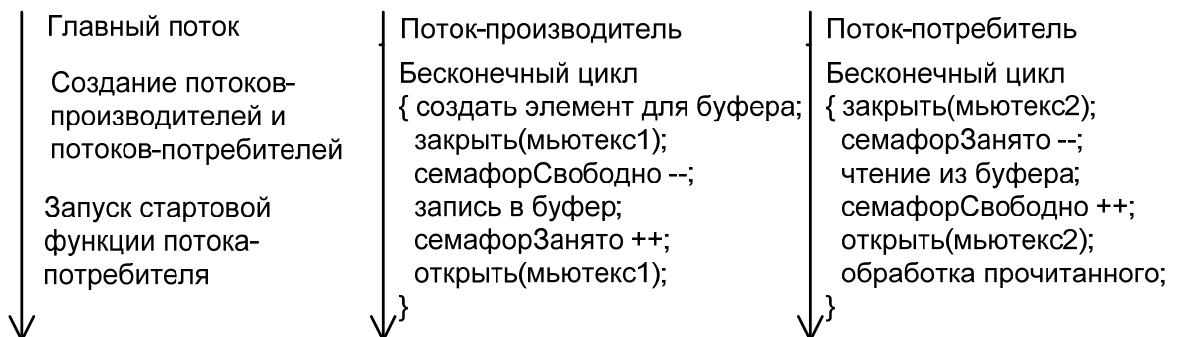 Главный поток
Создание потоков-
производителей и
потоков-потребителей
Запуск стартовой
функции потока-
потребителя
Поток-производитель
Бесконечный цикл
{ создать элемент для буфера;
закрыть(мьютекс1);
семафорСвободно --;
запись в буфер;
семафорЗанято ++;
открыть(мьютекс1);
}
Поток-потребитель
Бесконечный цикл
{ закрыть(мьютекс2);
семафорЗанято --;
чтение из буфера;
семафорСвободно ++;
открыть(мьютекс2);
обработка прочитанного;
}